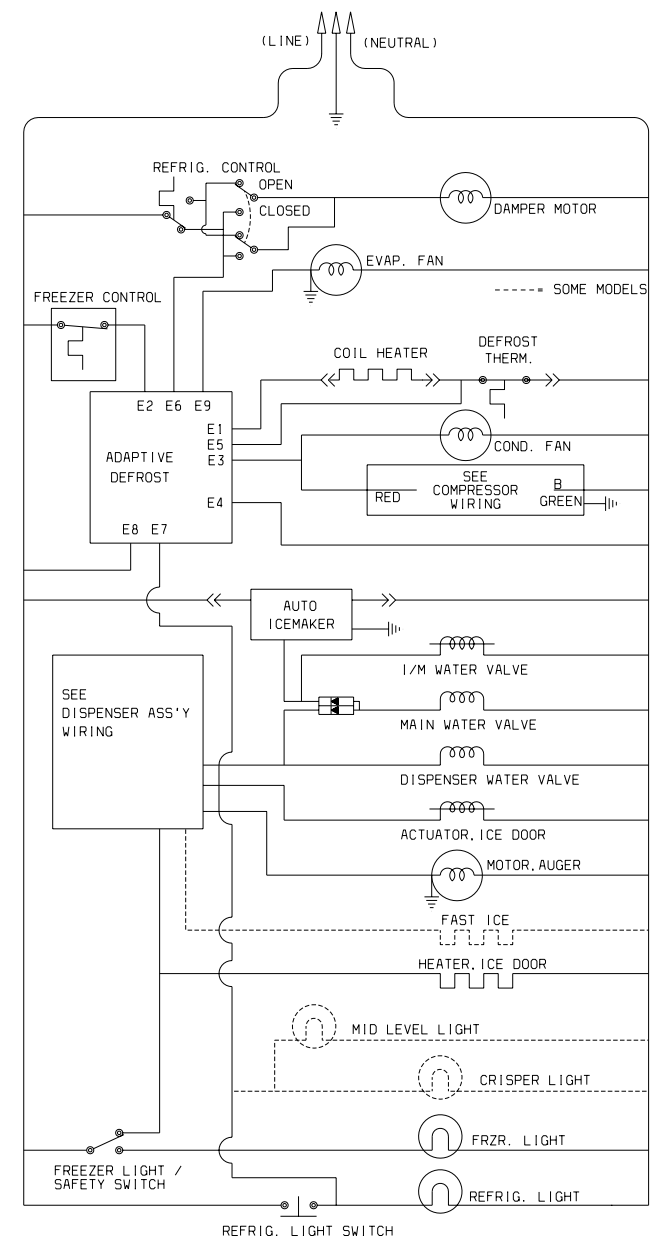 (LINE)
(NEUTRAL)
REFRIG. CONTROL
OPEN
CLOSED
DAMPER MOTOR
EVAP. FAN
-----= SOME MODELS
FREEZER CONTROL
COIL HEATER
DEFROST
THERM.
E2 E6 E9
E1
E5
E3
E4
ADAPTIVE
DEFROST
E8 E7
COND. FAN
SEE
COMPRESSOR
WIRING
RED
B
GREEN
AUTO
ICEMAKER
I/M WATER VALVE
SEE
DISPENSER ASS'Y
WIRING
MAIN WATER VALVE
DISPENSER WATER VALVE
ACTUATOR,ICE DOOR
MOTOR,AUGER
FAST ICE
HEATER,ICE DOOR
MID LEVEL LIGHT
CRISPER LIGHT
FRZR. LIGHT
FREEZER LIGHT /
SAFETY SWITCH
REFRIG. LIGHT
REFRIG. LIGHT SWITCH